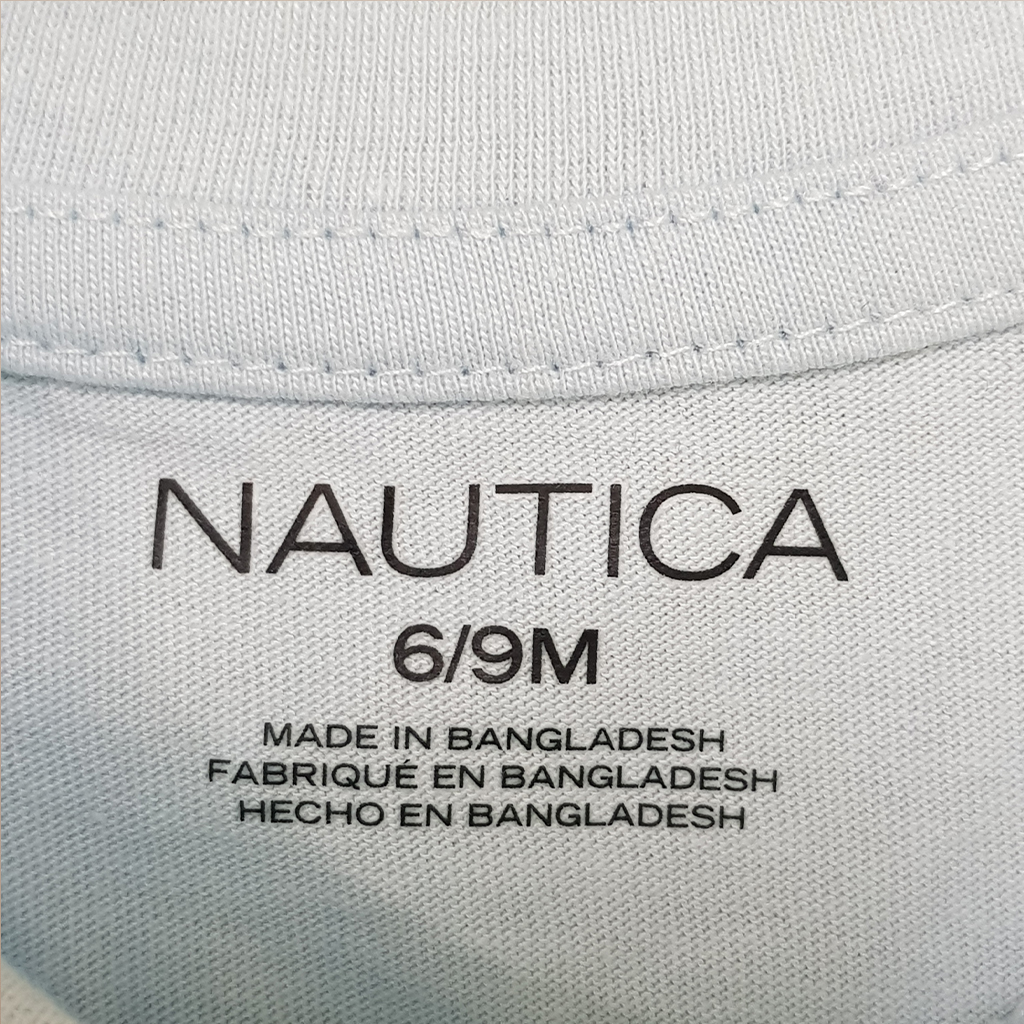 NAUTICA
6/9M
MADE IN BANGLADESH
FABRIQUÉ EN BANGLADESH
HECHO EN BANGLADESH